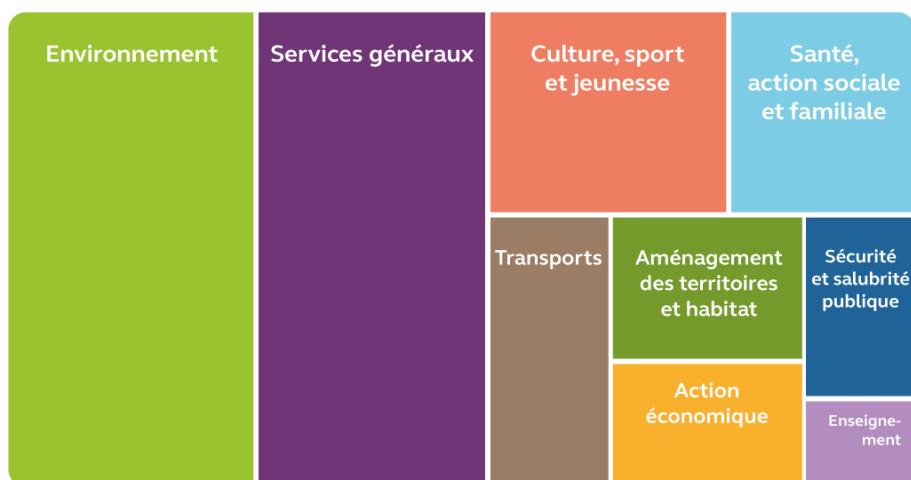 Environnement
Services généraux
Culture, sport
et jeunesse
Santé,
action sociale
et familiale
Transports
Aménagement
des territoires
et habitat
Sécurité
et salubrité
publique
Action
économique
Enseigne-
ment